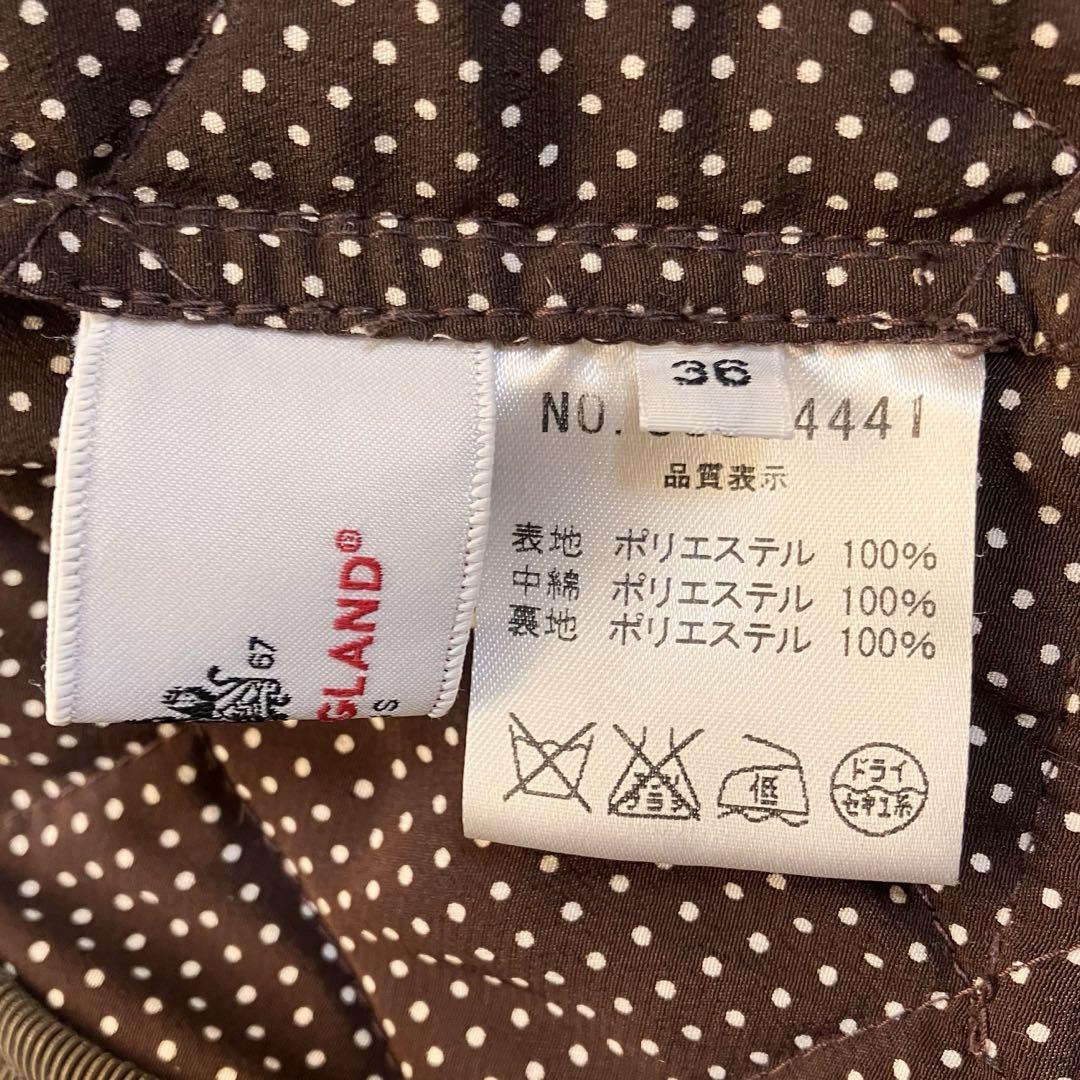 GLAND®
67
S
36
NO. 4441
品質表示
表地 ポリエステル 100%
中綿 ポリエステル 100%
裏地 ポリエステル 100%
低
ドライ
セキユ系